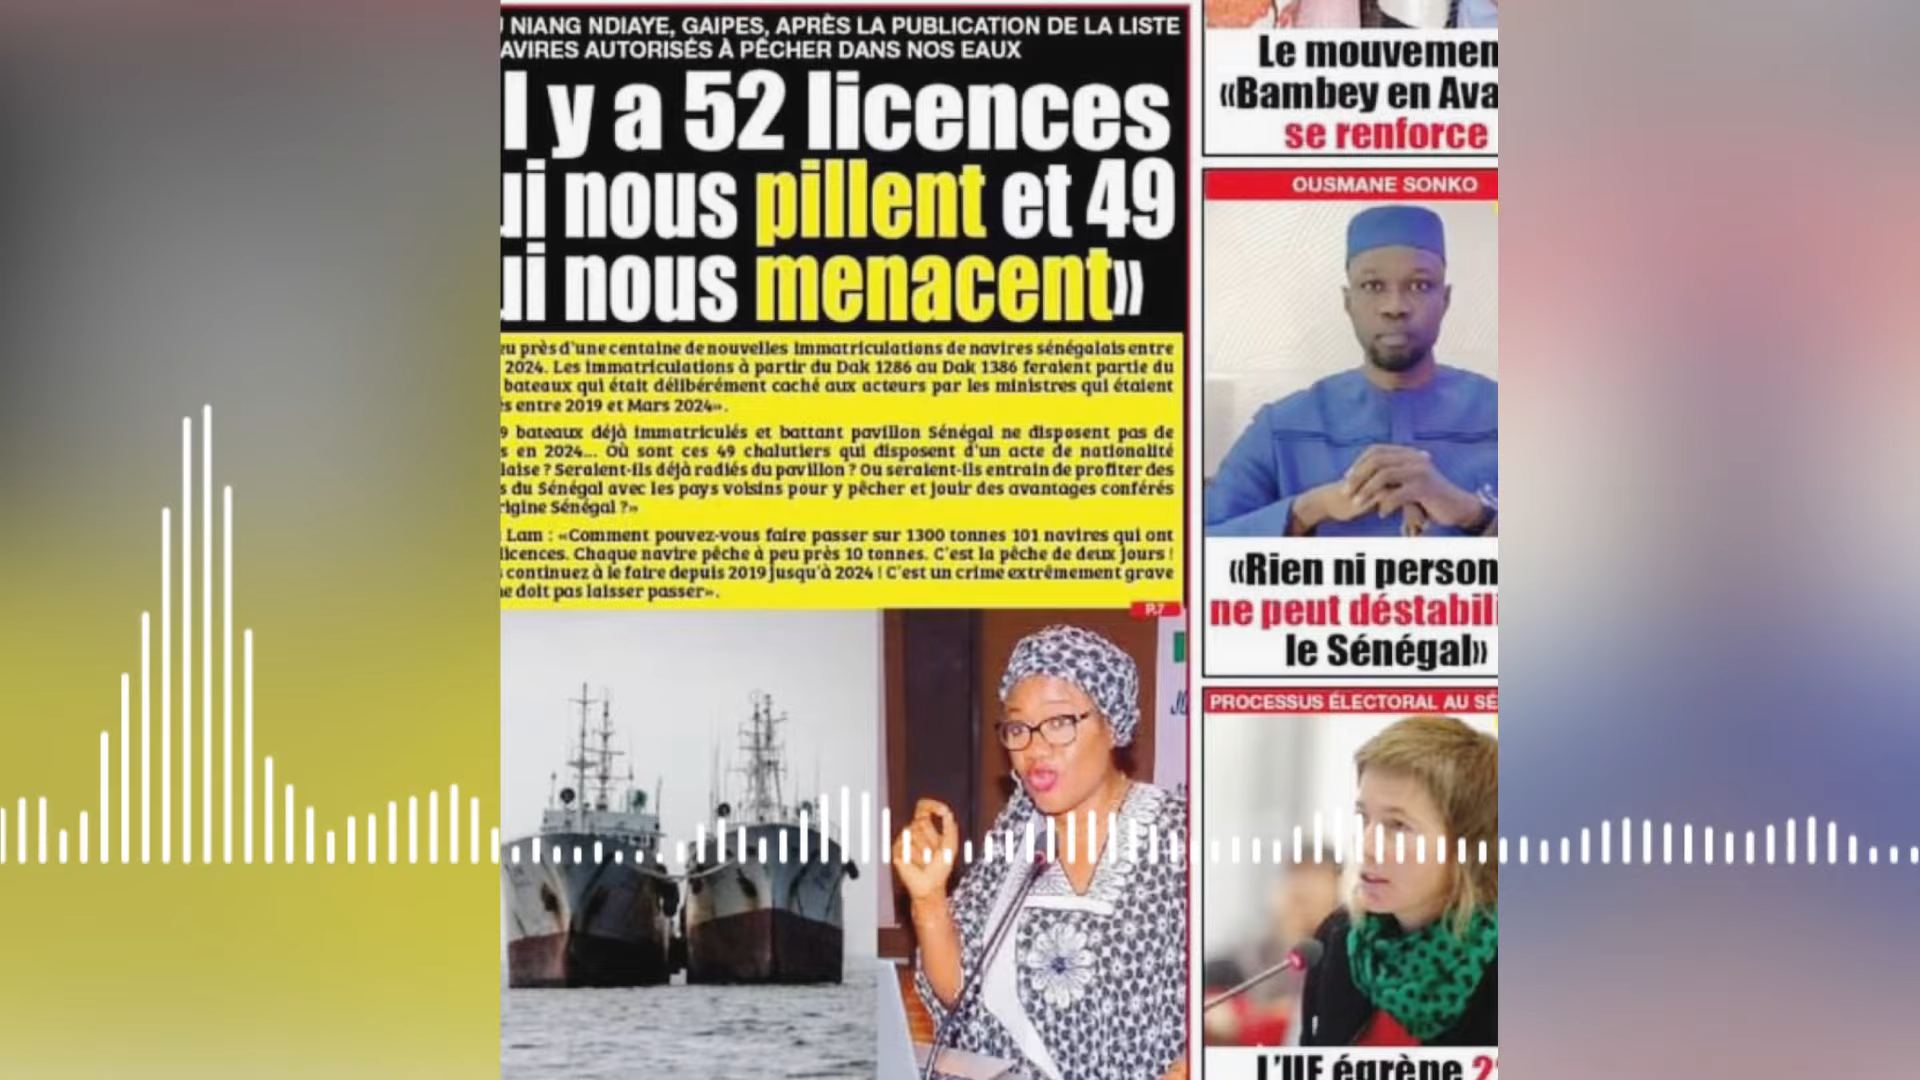 NIANG NDIAYE, GAIPES, APRÈS LA PUBLICATION DE LA LISTE
AVIRES AUTORISÉS À PÊCHER DANS NOS EAUX
l y a 52 licences
ui nous pillent et 49
ui nous menacent»
eu près d'une centaine de nouvelles immatriculations de navires sénégalais entre
2024. Les immatriculations à partir du Dak 1286 au Dak 1386 feraient partie du
bateaux qui était délibérément caché aux acteurs par les ministres qui étaient
s entre 2019 et Mars 2024».
9 bateaux déjà immatriculés et battant pavillon Sénégal ne disposent pas de
s en 2024... Où sont ces 49 chalutiers qui disposent d'un acte de nationalité
laise ? Seraient-ils déjà radiés du pavillon ? Ou seraient-ils entrain de profiter des
s du Sénégal avec les pays voisins pour y pêcher et jouir des avantages conférés
rigine Sénégal ?»
Lam : «Comment pouvez-vous faire passer sur 1300 tonnes 101 navires qui ont
licences. Chaque navire pêche à peu près 10 tonnes. C'est la pêche de deux jours !
continuez à le faire depuis 2019 jusqu'à 2024 ! C'est un crime extrêmement grave
ne doit pas laisser passer».
P.7
Le mouvemen
«Bambey en Ava
se renforce
OUSMANE SONKO
«Rien ni person
ne peut déstabili
le Sénégal»
PROCESSUS ÉLECTORAL AU SÉ
L'UE égrène 2